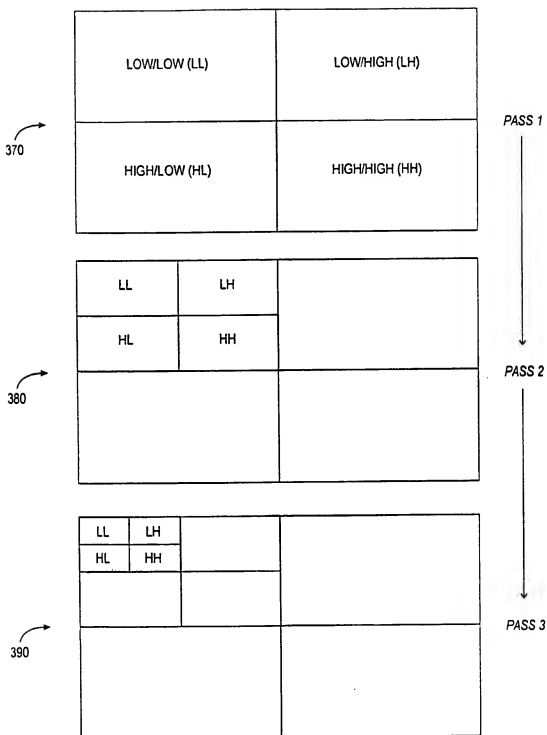 LOW/LOW (LL) LOW/HIGH (LH)
370 PASS 1
HIGH/LOW (HL) HIGH/HIGH (HH)
LL LH
HL HH
380 PASS 2
LL LH
HL HH
390 PASS 3